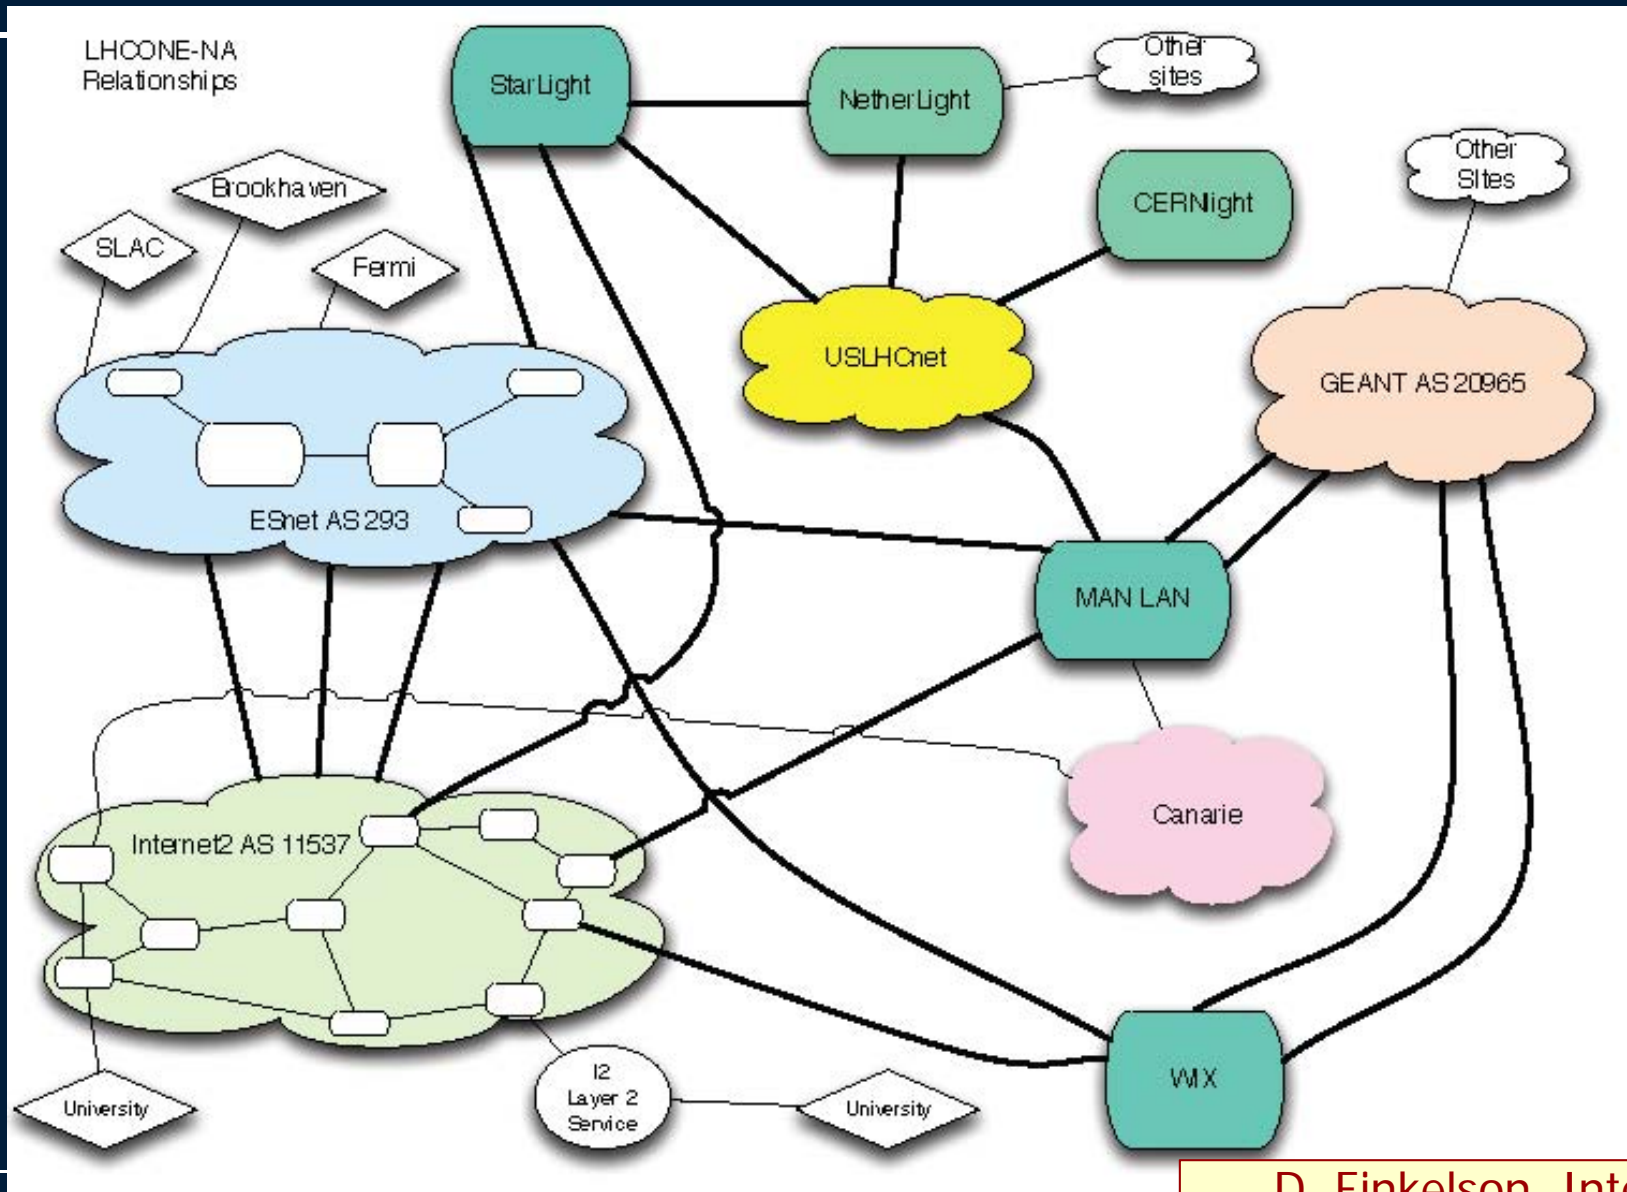 LHCONE-NA
Relationships
StarLight
NetherLight
Other
sites
CERNlight
Other
Sites
Brookhaven
SLAC
Fermi
USLHCnet
GEANT AS 20965
ESnet AS 293
MAN LAN
Canarie
Internet2 AS 11537
WIX
I2
Layer 2
Service
University
University
D. Finkelson